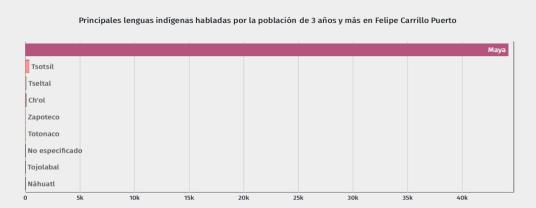 Principales lenguas indígenas habladas por la población de 3 años y más en Felipe Carrillo Puerto
Maya
Tsotsil
Tseltal
Ch'ol
Zapoteco
Totonaco
No especificado
Tojolabal
Náhuatl
0 5k 10k 15k 20k 25k 30k 35k 40k